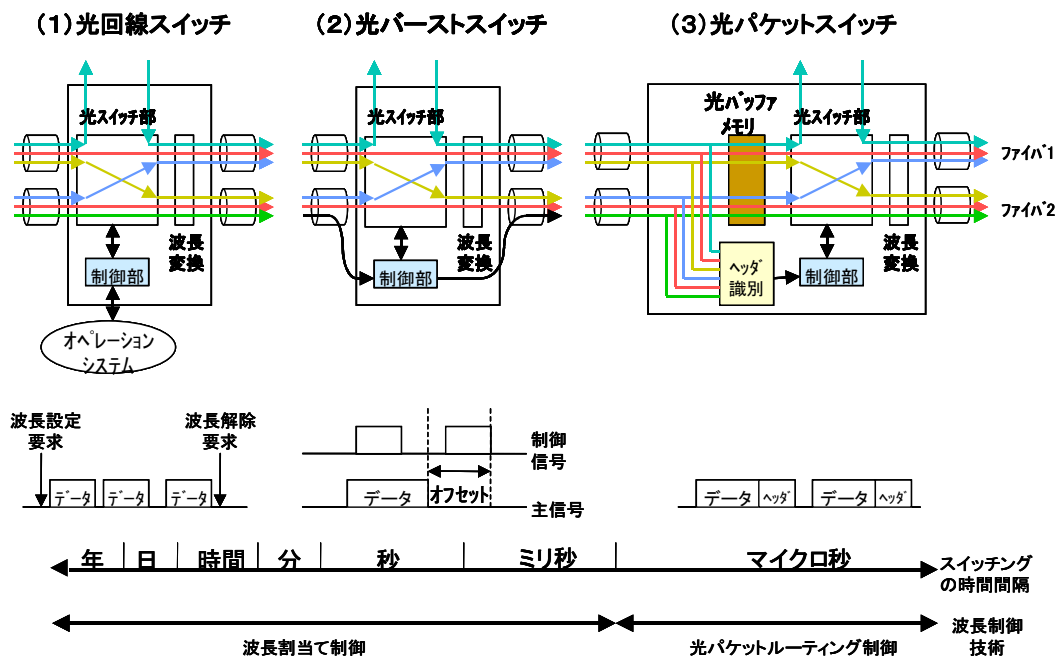 (1)光回線スイッチ
(2)光バーストスイッチ
(3)光パケットスイッチ
光スイッチ部
波長
変換
制御部
オペレーション
システム
光スイッチ部
波長
変換
制御部
光バッファ
メモリ
光スイッチ部
ヘッダ
識別
制御部
波長
変換
ファイバ1
ファイバ2
波長設定
要求
波長解除
要求
データ
データ
データ
制御
信号
データ
オフセット
主信号
データ
ヘッダ
データ
ヘッダ
年
日
時間
分
秒
ミリ秒
マイクロ秒
スイッチング
の時間間隔
波長割当て制御
光パケットルーティング制御
波長制御
技術